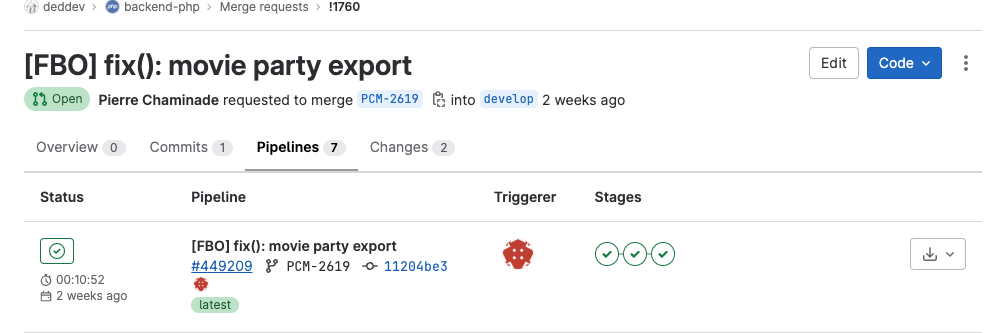 deddev > php backend-php > Merge requests > !1760
[FBO] fix(): movie party export
Edit
Code
Open Pierre Chaminade requested to merge PCM-2619 into develop 2 weeks ago
Overview 0 Commits 1 Pipelines 7 Changes 2
Status Pipeline Triggerer Stages
[FBO] fix(): movie party export
#449209 PCM-2619 11204be3
00:10:52
2 weeks ago
latest